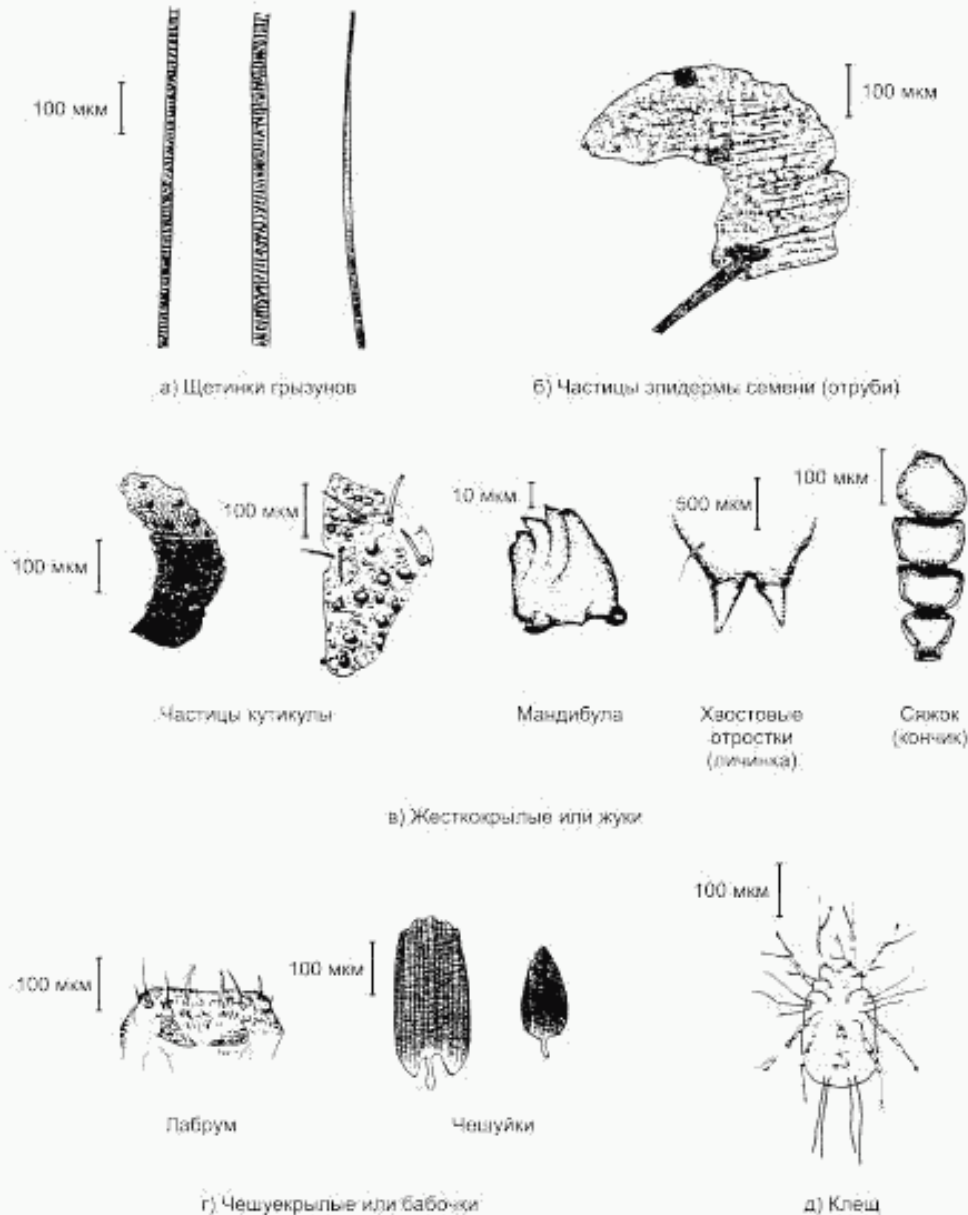 100 мкм
100 мкм
а) Щетинки грызунов
б) Частицы эпидермы семени (отруби)
100 мкм
100 мкм
10 мкм
500 мкм
100 мкм
Частицы кутикулы
Мандибула
Хвостовые
отростки
(личинка)
Сяжок
(кончик)
в) Жесткокрылые или жуки
100 мкм
100 мкм
100 мкм
Лабрум
Чешуйки
г) Чешуекрылые или бабочки
д) Клещ